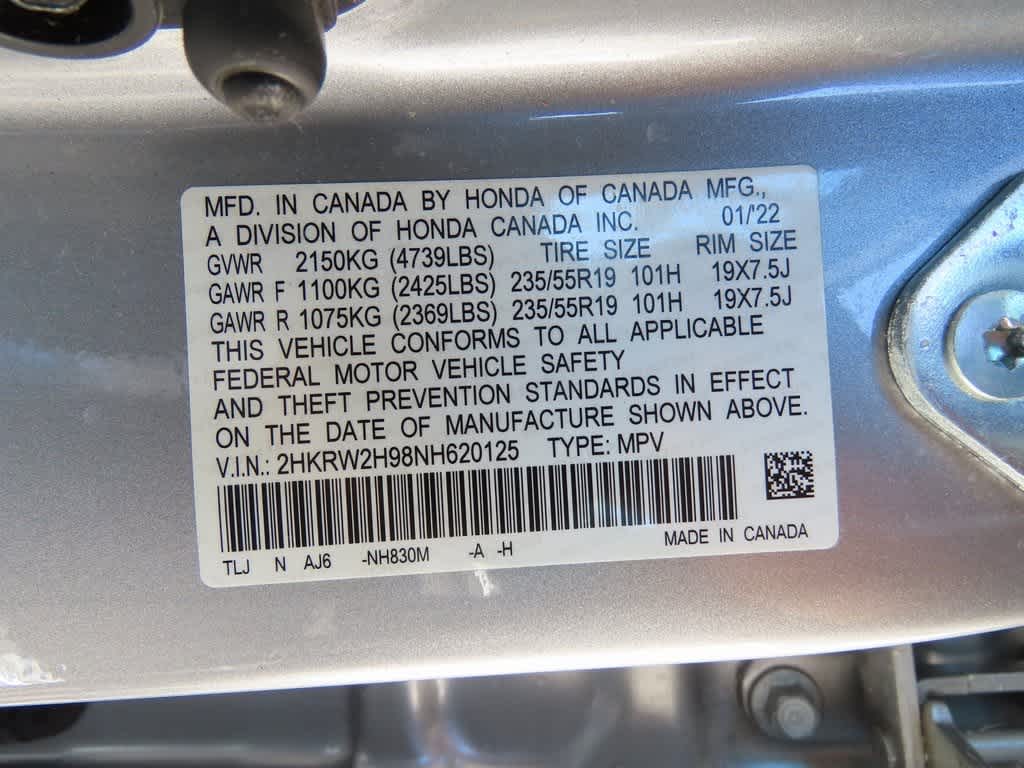 MFD. IN CANADA BY HONDA OF CANADA MFG.,
A DIVISION OF HONDA CANADA INC. 01/'22
GVWR 2150KG (4739LBS) TIRE SIZE RIM SIZE
GAWR F 1100KG (2425LBS) 235/55R19 101H 19X7.5J
GAWR R 1075KG (2369LBS) 235/55R19 101H 19X7.5J
THIS VEHICLE CONFORMS TO ALL APPLICABLE
FEDERAL MOTOR VEHICLE SAFETY
AND THEFT PREVENTION STANDARDS IN EFFECT
ON THE DATE OF MANUFACTURE SHOWN ABOVE.
V.I.N.: 2HKRW2H98NH620125 TYPE: MPV
TLJ N AJ6 -NH830M -A -H MADE IN CANADA